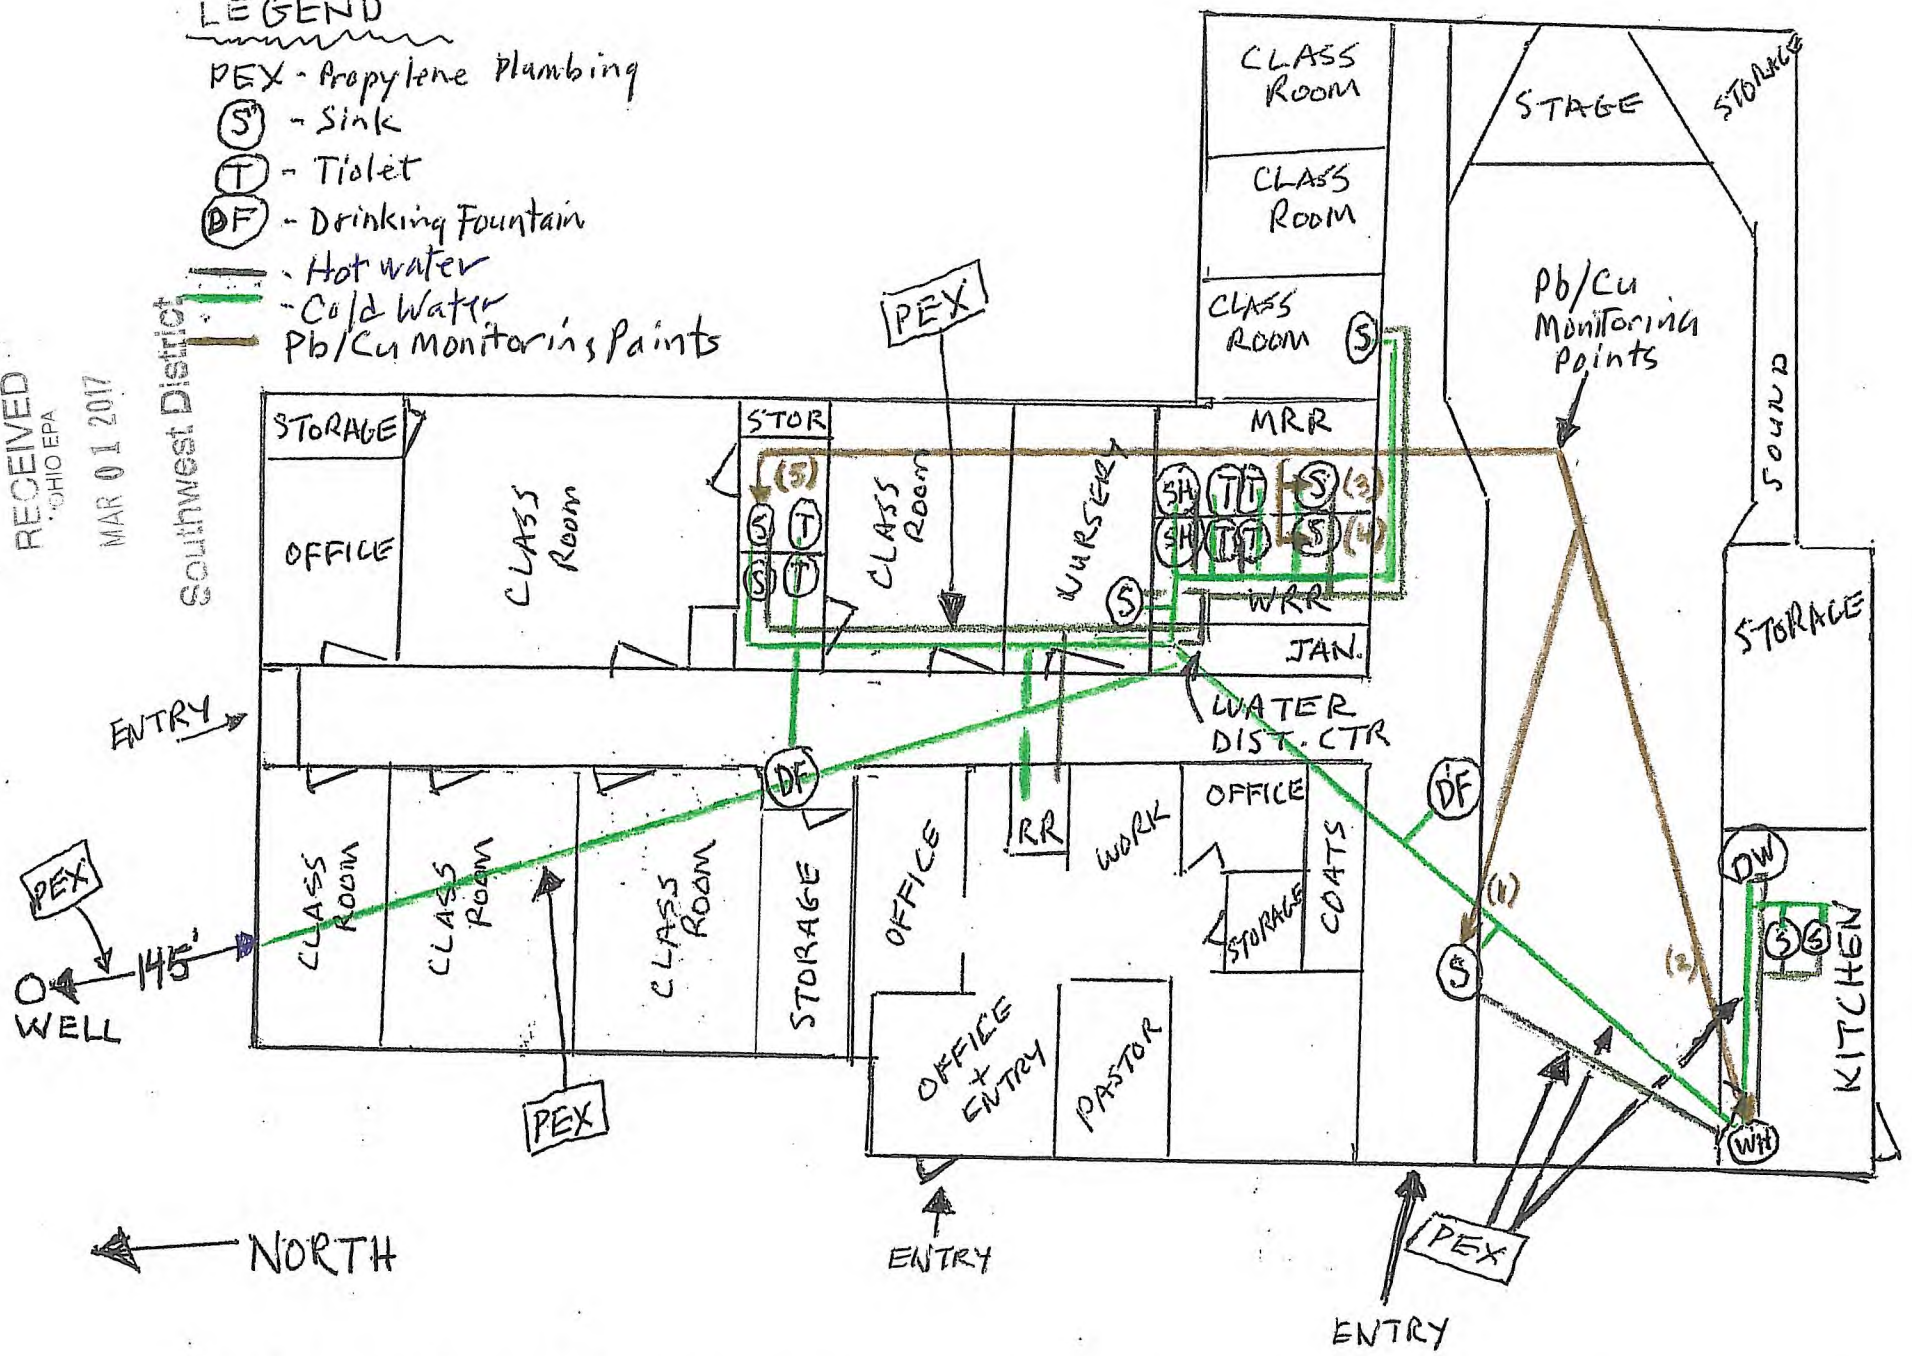 LEGEND
PEX - Propylene Plumbing
S - Sink
T - Tiolet
DF - Drinking Fountain
- Hot water
- Cold Water
Pb/Cu Monitoring Points
RECEIVED
OHIO EPA
MAR 01 2017
Southwest District
CLASS
ROOM
STAGE
STORAGE
CLASS
ROOM
CLASS
ROOM
S
Pb/Cu
Monitoring
Points
SOUND
PEX
STORAGE
OFFICE
CLASS
ROOM
STOR
(5)
S T
S T
CLASS
ROOM
NURSERY
S
MRR
SH T T S (3)
SH T T S (4)
WRR
JAN.
STORAGE
ENTRY
WATER
DIST. CTR
DF
DF
CLASS
ROOM
CLASS
ROOM
CLASS
ROOM
STORAGE
OFFICE
RR
WORK
OFFICE
STORAGE
COATS
(1)
S
(2)
DW
S S
KITCHEN
WH
PEX
145'
WELL
PEX
OFFICE
+
ENTRY
PASTOR
PEX
NORTH
ENTRY
ENTRY